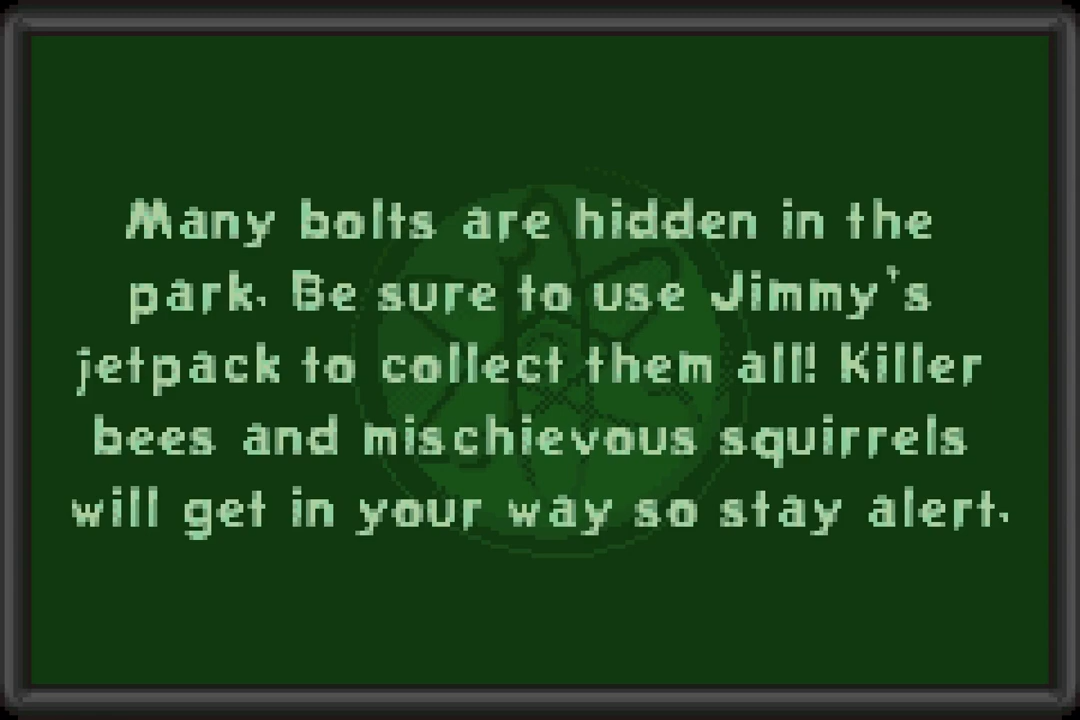 Many bolts are hidden in the
park. Be sure to use Jimmy's
jetpack to collect them all! Killer
bees and mischievous squirrels
will get in your way so stay alert.